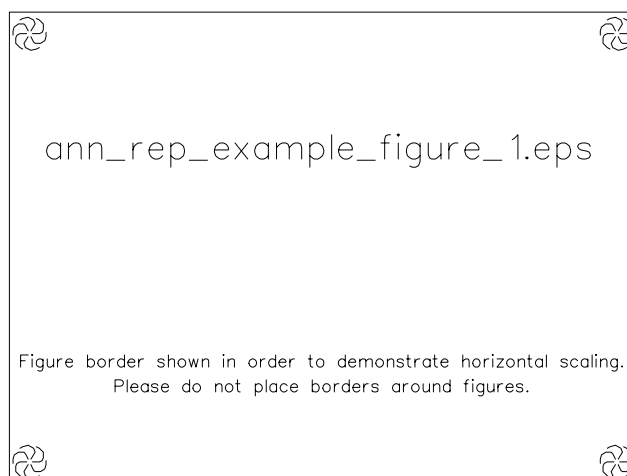 ann_rep_example_figure_1.eps
Figure border shown in order to demonstrate horizontal scaling.
Please do not place borders around figures.